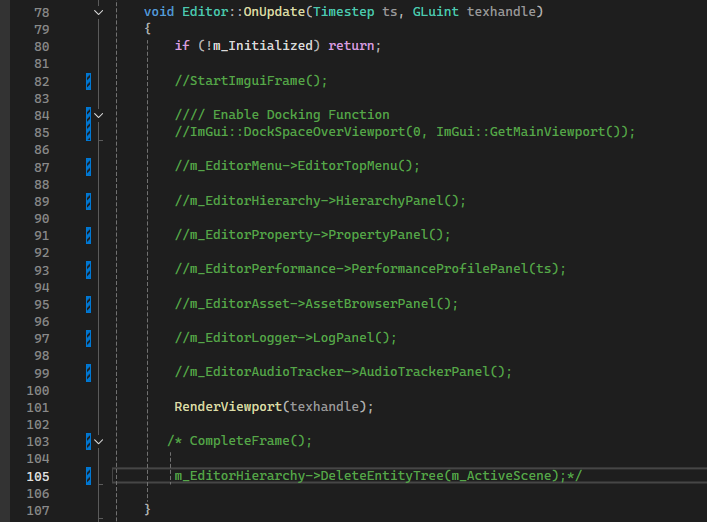 78 void Editor::OnUpdate(Timestep ts, GLuint texhandle)
79 {
80 if (!m_Initialized) return;
81
82 //StartImguiFrame();
83
84 //// Enable Docking Function
85 //ImGui::DockSpaceOverViewport(0, ImGui::GetMainViewport());
86
87 //m_EditorMenu->EditorTopMenu();
88
89 //m_EditorHierarchy->HierarchyPanel();
90
91 //m_EditorProperty->PropertyPanel();
92
93 //m_EditorPerformance->PerformanceProfilePanel(ts);
94
95 //m_EditorAsset->AssetBrowserPanel();
96
97 //m_EditorLogger->LogPanel();
98
99 //m_EditorAudioTracker->AudioTrackerPanel();
100
101 RenderViewport(texhandle);
102
103 /* CompleteFrame();
104
105 m_EditorHierarchy->DeleteEntityTree(m_ActiveScene);*/
106
107 }